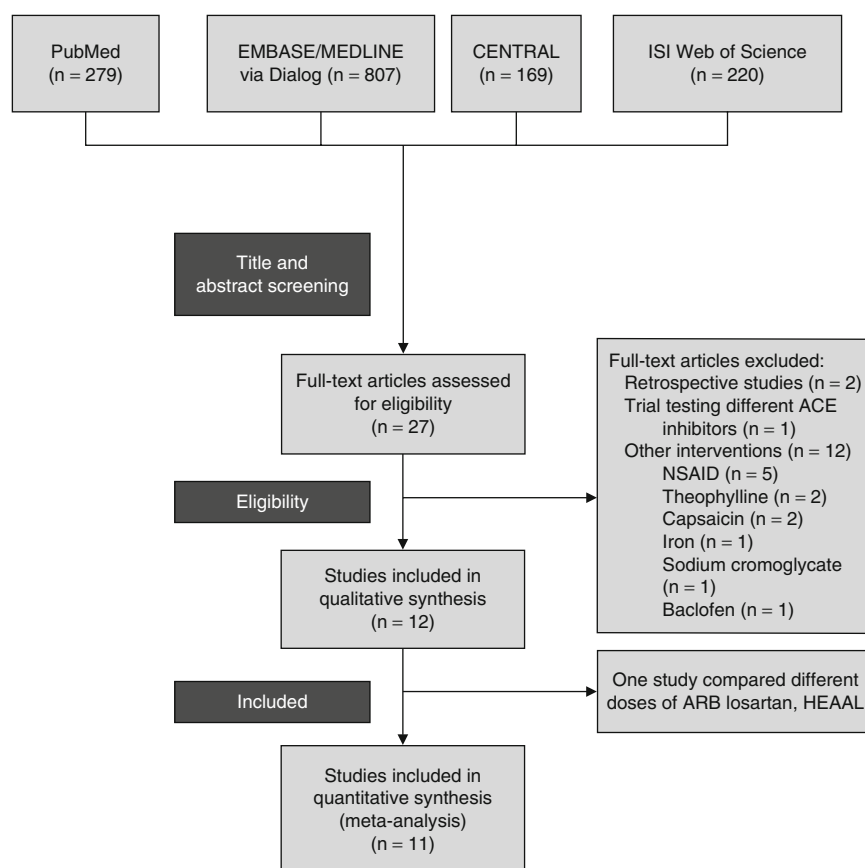 PubMed
(n = 279)
EMBASE/MEDLINE
via Dialog (n = 807)
CENTRAL
(n = 169)
ISI Web of Science
(n = 220)
Title and
abstract screening
Full-text articles assessed
for eligibility
(n = 27)
Full-text articles excluded:
Retrospective studies (n = 2)
Trial testing different ACE
inhibitors (n = 1)
Other interventions (n = 12)
NSAID (n = 5)
Theophylline (n = 2)
Capsaicin (n = 2)
Iron (n = 1)
Sodium cromoglycate
(n = 1)
Baclofen (n = 1)
Eligibility
Studies included in
qualitative synthesis
(n = 12)
One study compared different
doses of ARB losartan, HEAAL
Included
Studies included in
quantitative synthesis
(meta-analysis)
(n = 11)